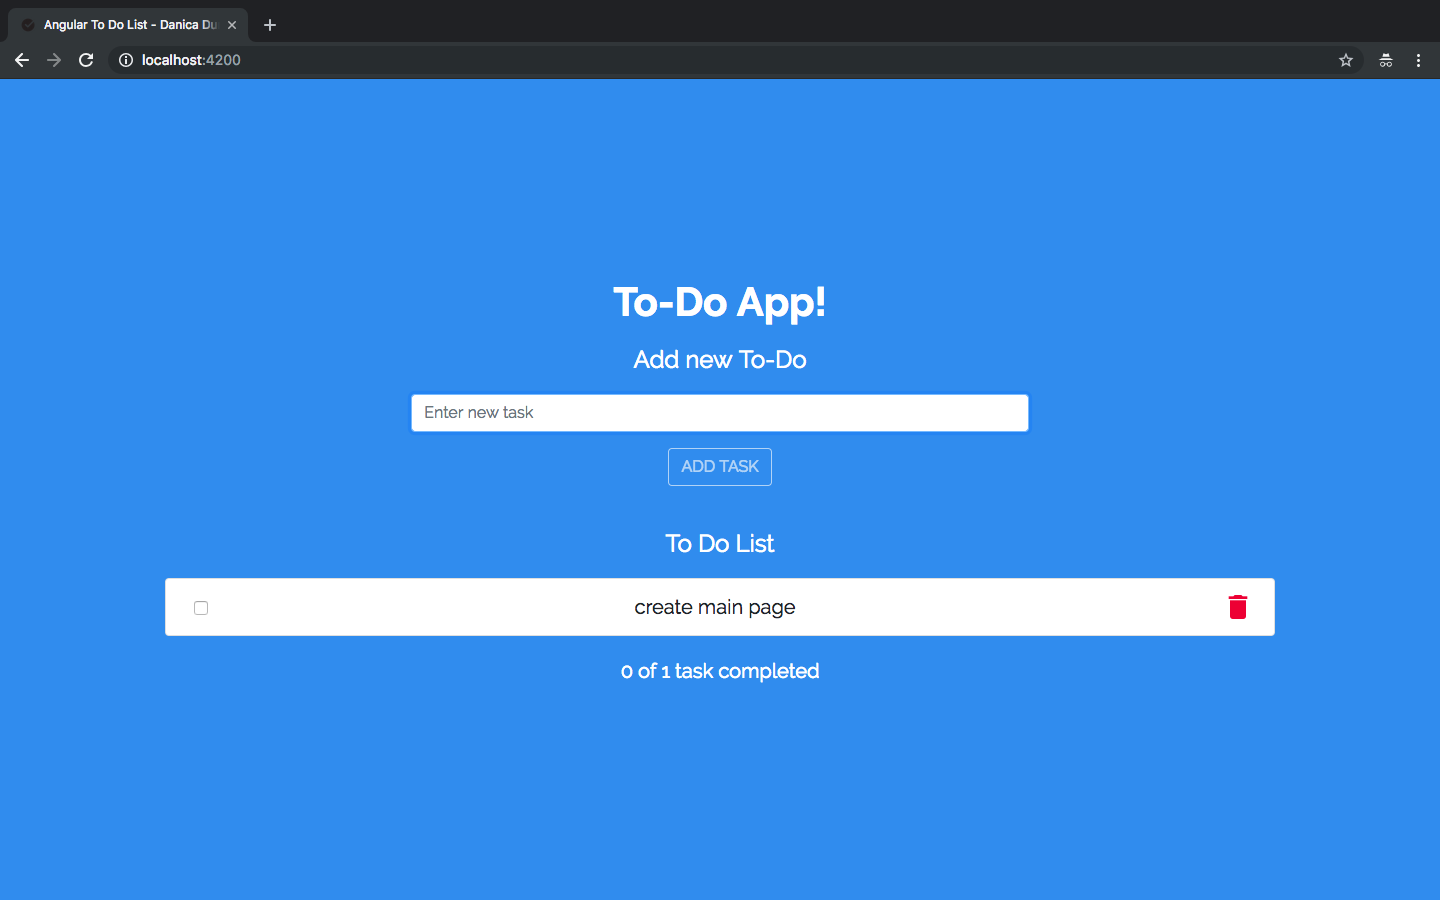 Angular To Do List - Danica Du
localhost:4200
To-Do App!
Add new To-Do
Enter new task
ADD TASK
To Do List
create main page
0 of 1 task completed